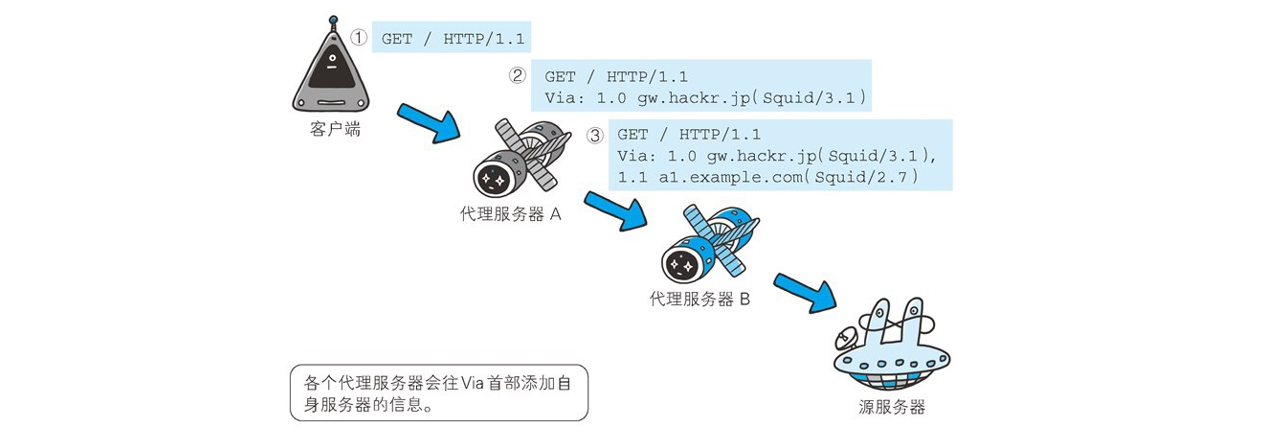 ① GET / HTTP/1.1
② GET / HTTP/1.1
Via: 1.0 gw.hackr.jp(Squid/3.1)
客户端
③ GET / HTTP/1.1
Via: 1.0 gw.hackr.jp(Squid/3.1),
1.1 a1.example.com(Squid/2.7)
代理服务器 A
代理服务器 B
各个代理服务器会往Via首部添加自
身服务器的信息。
源服务器